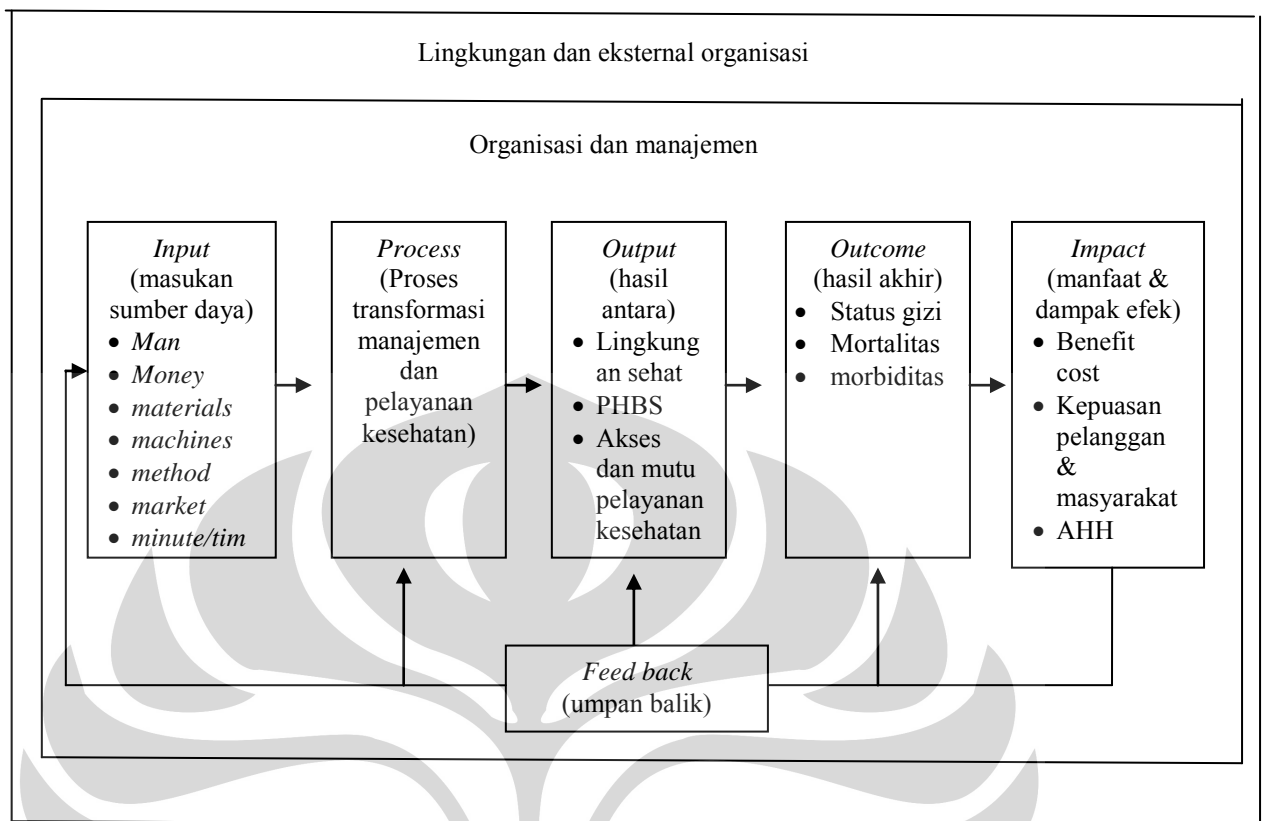 Lingkungan dan eksternal organisasi
Organisasi dan manajemen
Input
(masukan
sumber daya)
• Man
• Money
• materials
• machines
• method
• market
• minute/tim
Process
(Proses
transformasi
manajemen
dan
pelayanan
kesehatan)
Output
(hasil
antara)
• Lingkung
an sehat
• PHBS
• Akses
dan mutu
pelayanan
kesehatan
Outcome
(hasil akhir)
• Status gizi
• Mortalitas
• morbiditas
Impact
(manfaat &
dampak efek)
• Benefit
cost
• Kepuasan
pelanggan
&
masyarakat
• AHH
Feed back
(umpan balik)